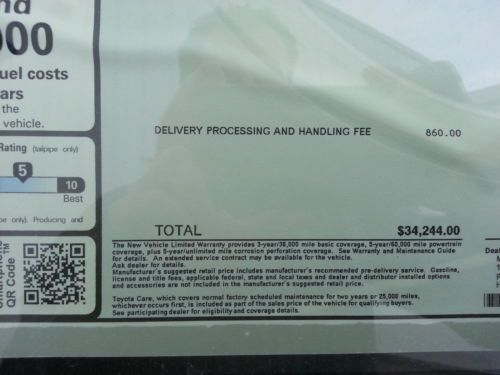 000
uel costs
ars
the
vehicle.
Rating (tailpipe only)
5
10
Best
pe only). Producing and
QR Code™
DELIVERY PROCESSING AND HANDLING FEE 860.00
TOTAL $34,244.00
The New Vehicle Limited Warranty provides 3-year/36,000 mile basic coverage, 5-year/60,000 mile powertrain
coverage, plus 5-year/unlimited mile corrosion perforation coverage. See Warranty and Maintenance Guide
for details. An extended service contract may be available for the vehicle.
Ask dealer for details.
Manufacturer's suggested retail price includes manufacturer's recommended pre-delivery service. Gasoline,
license and title fees, applicable federal, state and local taxes and dealer and distributor installed options
and accessories are not included in the manufacturer's suggested retail price.
Toyota Care, which covers normal factory scheduled maintenance for two years or 25,000 miles,
whichever occurs first, is included as part of the sales price of the vehicle for qualifying buyers.
See participating dealer for eligibility and coverage details.
Deal